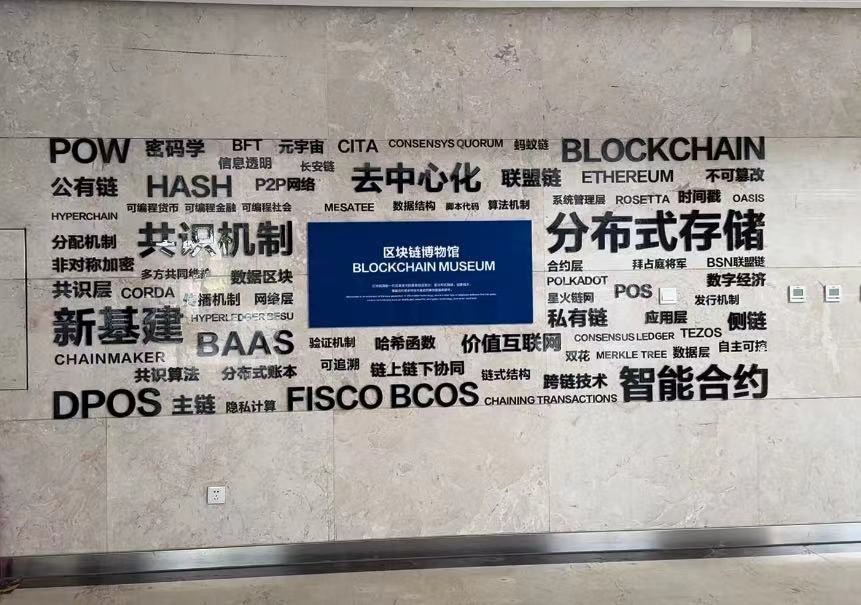 POW 密码学 BFT 元宇宙 CITA CONSENSYS QUORUM 蚂蚁链 BLOCKCHAIN
信息透明 长安链
公有链 HASH P2P网络 去中心化 联盟链 ETHEREUM 不可篡改
HYPERCHAIN 可编程货币 可编程金融 可编程社会 MESATEE 数据结构 脚本代码 算法机制 系统管理层 ROSETTA 时间戳 OASIS
分配机制 共识机制 分布式存储
区块链博物馆
BLOCKCHAIN MUSEUM
非对称加密 多方共同维护 数据区块 合约层 拜占庭将军 BSN联盟链
共识层 CORDA 传播机制 网络层 POLKADOT 数字经济
星火链网 POS 发行机制
新基建 HYPERLEDGER BESU 私有链 应用层 侧链
CHAINMAKER BAAS 验证机制 哈希函数 价值互联网 CONSENSUS LEDGER TEZOS
双花 MERKLE TREE 数据层 自主可控
共识算法 分布式账本 可追溯 链上链下协同 链式结构 跨链技术 智能合约
DPOS 主链 隐私计算 FISCO BCOS CHAINING TRANSACTIONS